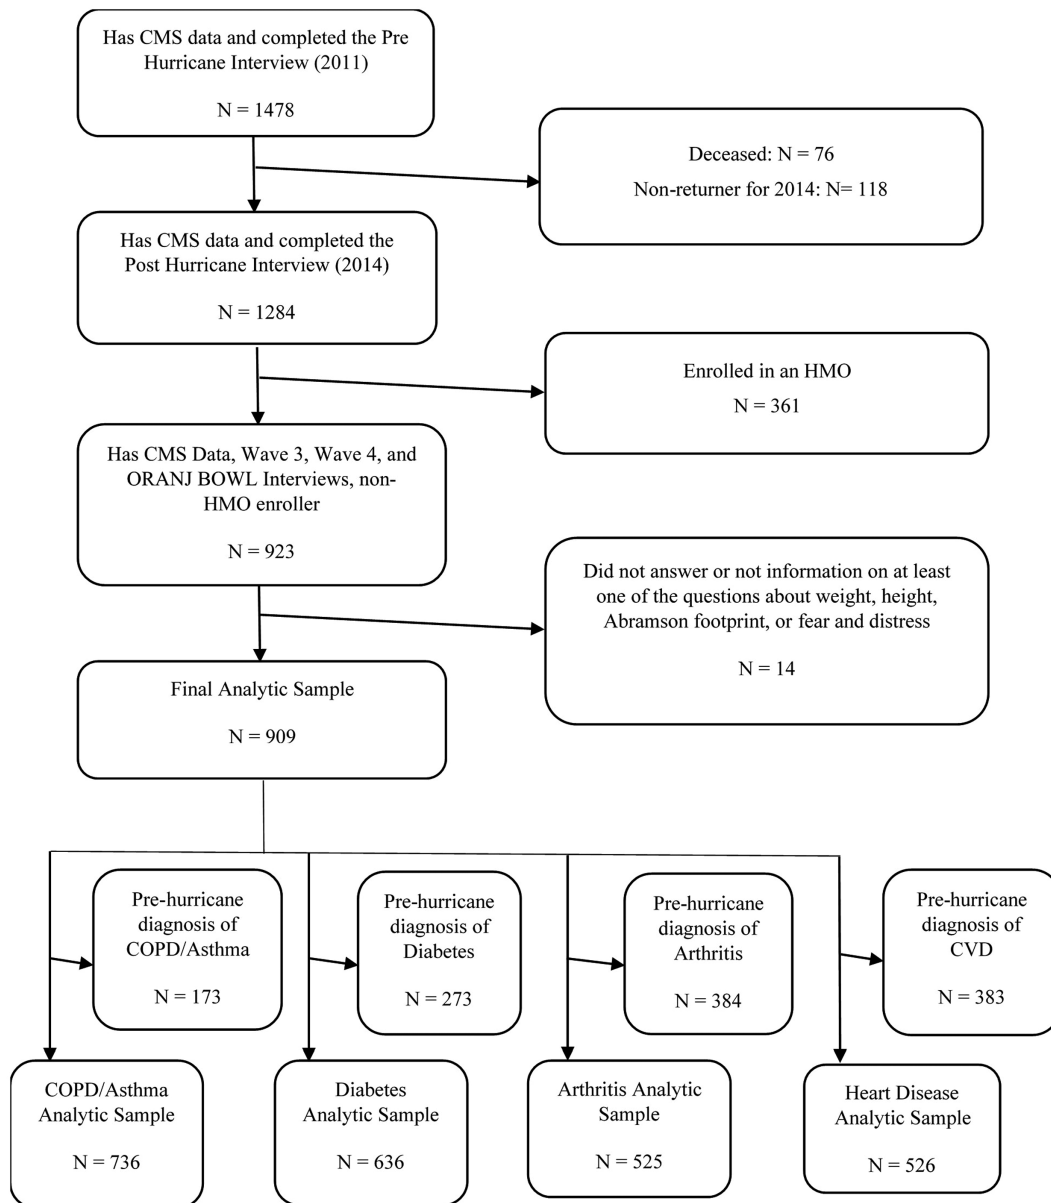 Has CMS data and completed the Pre
Hurricane Interview (2011)
N = 1478
Deceased: N = 76
Non-returner for 2014: N= 118
Has CMS data and completed the
Post Hurricane Interview (2014)
N = 1284
Enrolled in an HMO
N = 361
Has CMS Data, Wave 3, Wave 4, and
ORANJ BOWL Interviews, non-
HMO enroller
N = 923
Did not answer or not information on at least
one of the questions about weight, height,
Abramson footprint, or fear and distress
N = 14
Final Analytic Sample
N = 909
Pre-hurricane
diagnosis of
COPD/Asthma
N = 173
Pre-hurricane
diagnosis of
Diabetes
N = 273
Pre-hurricane
diagnosis of
Arthritis
N = 384
Pre-hurricane
diagnosis of
CVD
N = 383
COPD/Asthma
Analytic Sample
N = 736
Diabetes
Analytic Sample
N = 636
Arthritis Analytic
Sample
N = 525
Heart Disease
Analytic Sample
N = 526